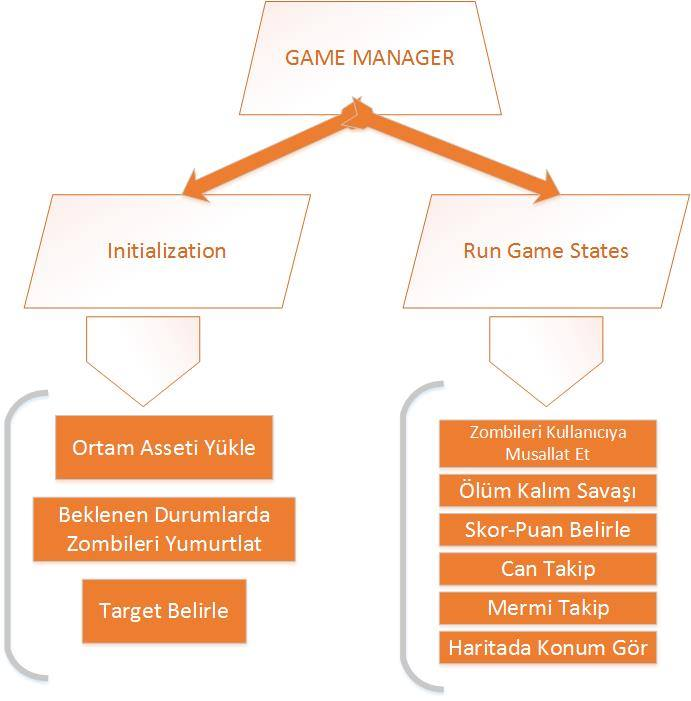 GAME MANAGER
Initialization
Run Game States
Ortam Asseti Yükle
Beklenen Durumlarda
Zombileri Yumurtlat
Target Belirle
Zombileri Kullanıcıya
Musallat Et
Ölüm Kalım Savaşı
Skor-Puan Belirle
Can Takip
Mermi Takip
Haritada Konum Gör